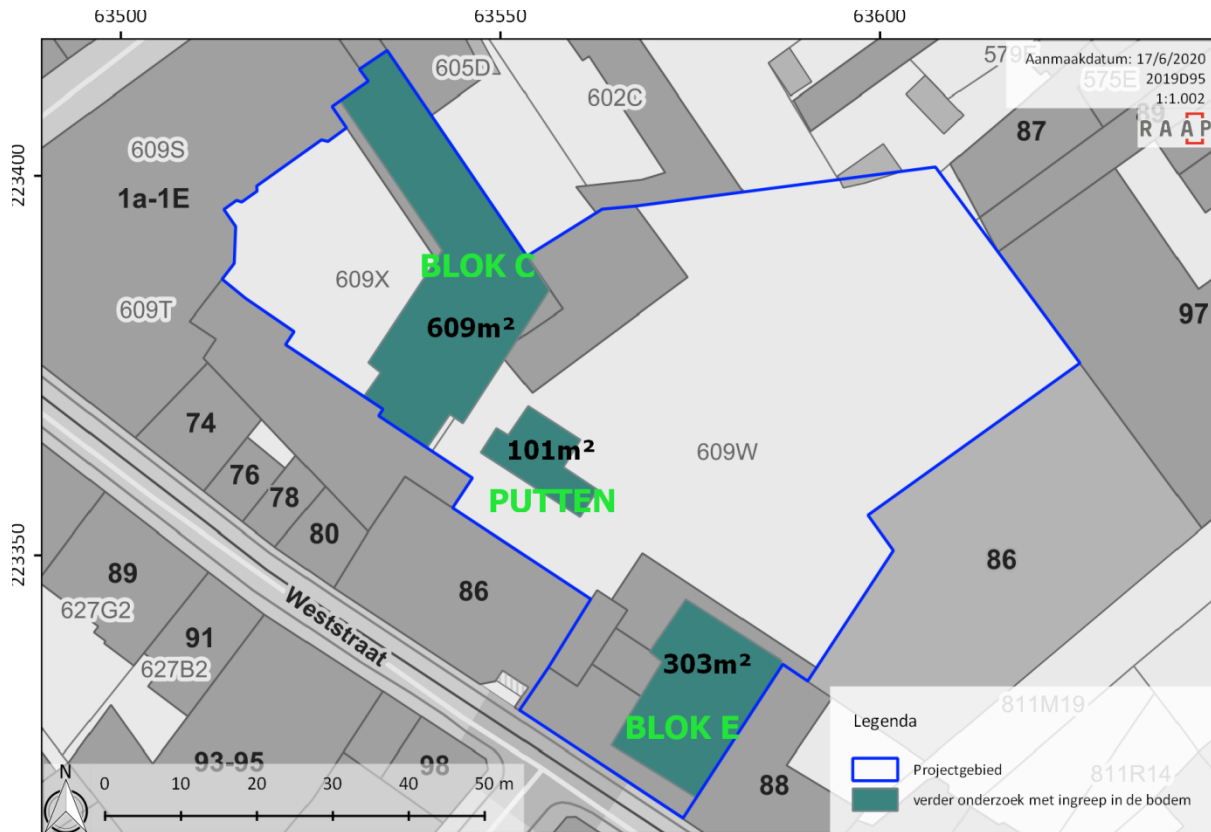 63500 63550 63600
223400
223350
Aanmaakdatum: 17/6/2020
2019D95
1:1.002
RAAP
605D
602C
579F
575E
89
87
609S
1a-1E
609X
BLOK C
609m²
609T
97
74
76
78
80
101m²
PUTTEN
609W
86
86
89
627G2
91
627B2
Weststraat
303m²
BLOK E
93-95
98
88
811M19
811R14
Legenda
Projectgebied
verder onderzoek met ingreep in de bodem
N
0 10 20 30 40 50 m